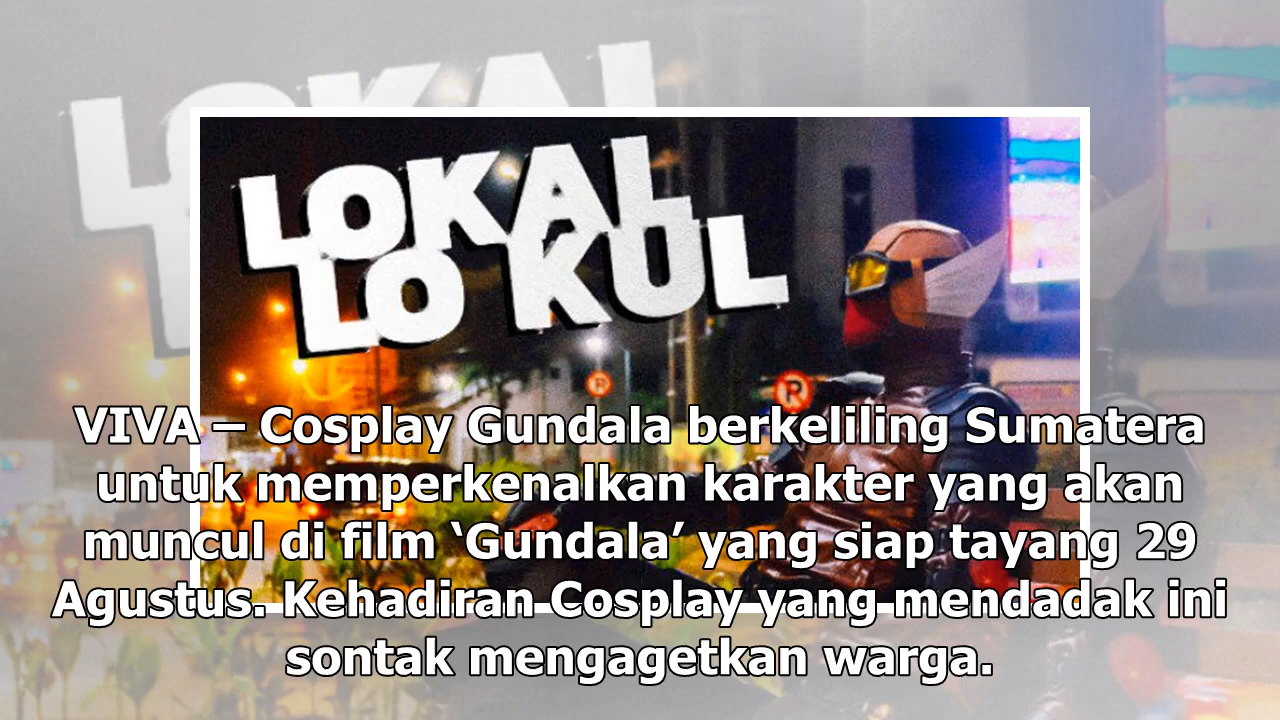 LOKAL
LO KUL
VIVA – Cosplay Gundala berkeliling Sumatera
untuk memperkenalkan karakter yang akan
muncul di film ‘Gundala’ yang siap tayang 29
Agustus. Kehadiran Cosplay yang mendadak ini
sontak mengagetkan warga.